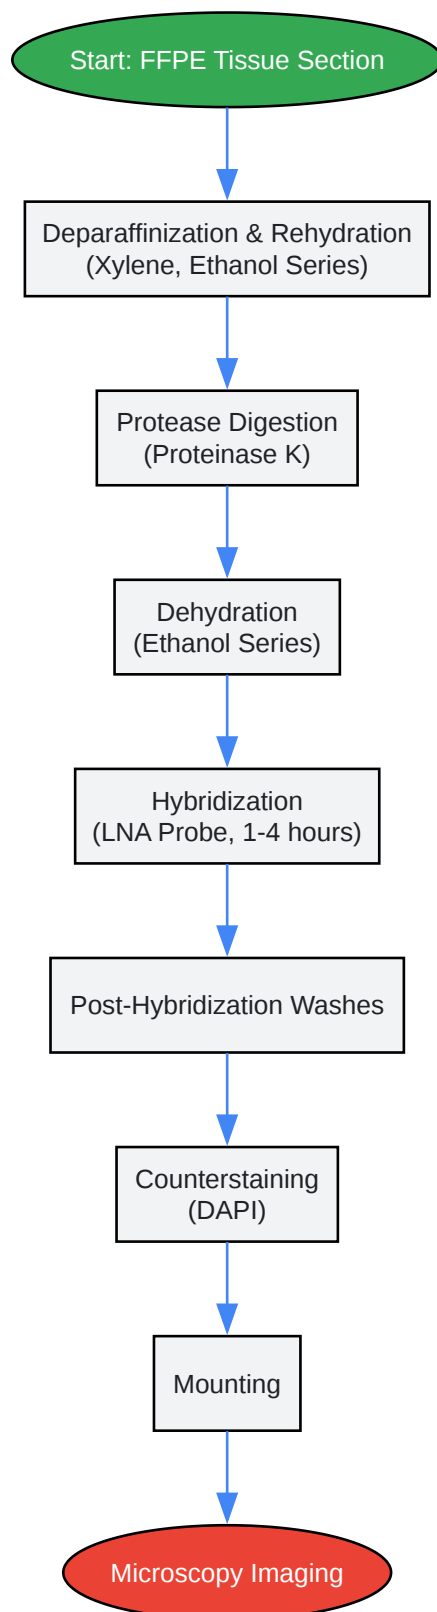 Start: FFPE Tissue Section
Deparaffinization & Rehydration
(Xylene, Ethanol Series)
Protease Digestion
(Proteinase K)
Dehydration
(Ethanol Series)
Hybridization
(LNA Probe, 1-4 hours)
Post-Hybridization Washes
Counterstaining
(DAPI)
Mounting
Microscopy Imaging